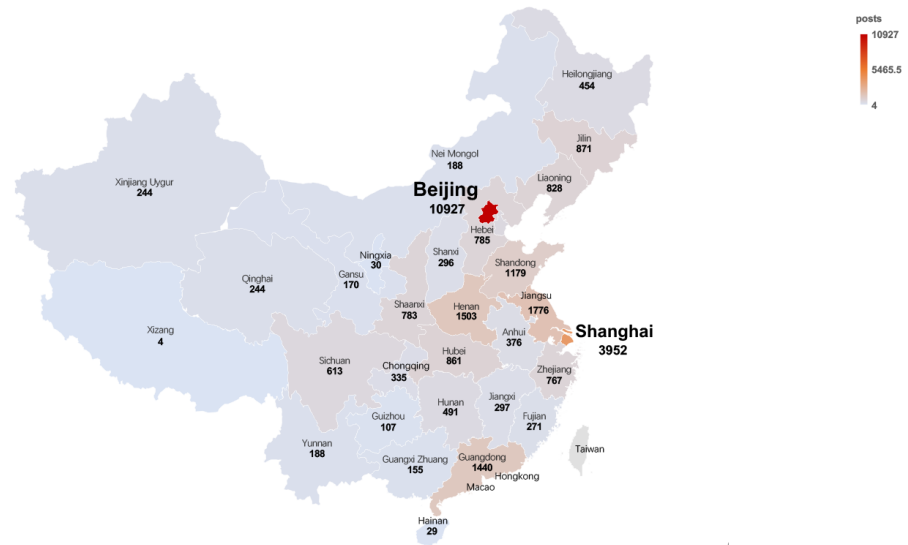 posts
10927
5465.5
4
Heilongjiang
454
Jilin
871
Nei Mongol
188
Liaoning
828
Xinjiang Uygur
244
Beijing
10927
Hebei
785
Shanxi
296
Ningxia
30
Shandong
1179
Qinghai
244
Gansu
170
Jiangsu
1776
Shaanxi
783
Henan
1503
Xizang
4
Anhui
376
Shanghai
3952
Sichuan
613
Chongqing
335
Hubei
861
Zhejiang
767
Hunan
491
Jiangxi
297
Guizhou
107
Fujian
271
Yunnan
188
Guangxi Zhuang
155
Guangdong
1440
Taiwan
Hongkong
Macao
Hainan
29